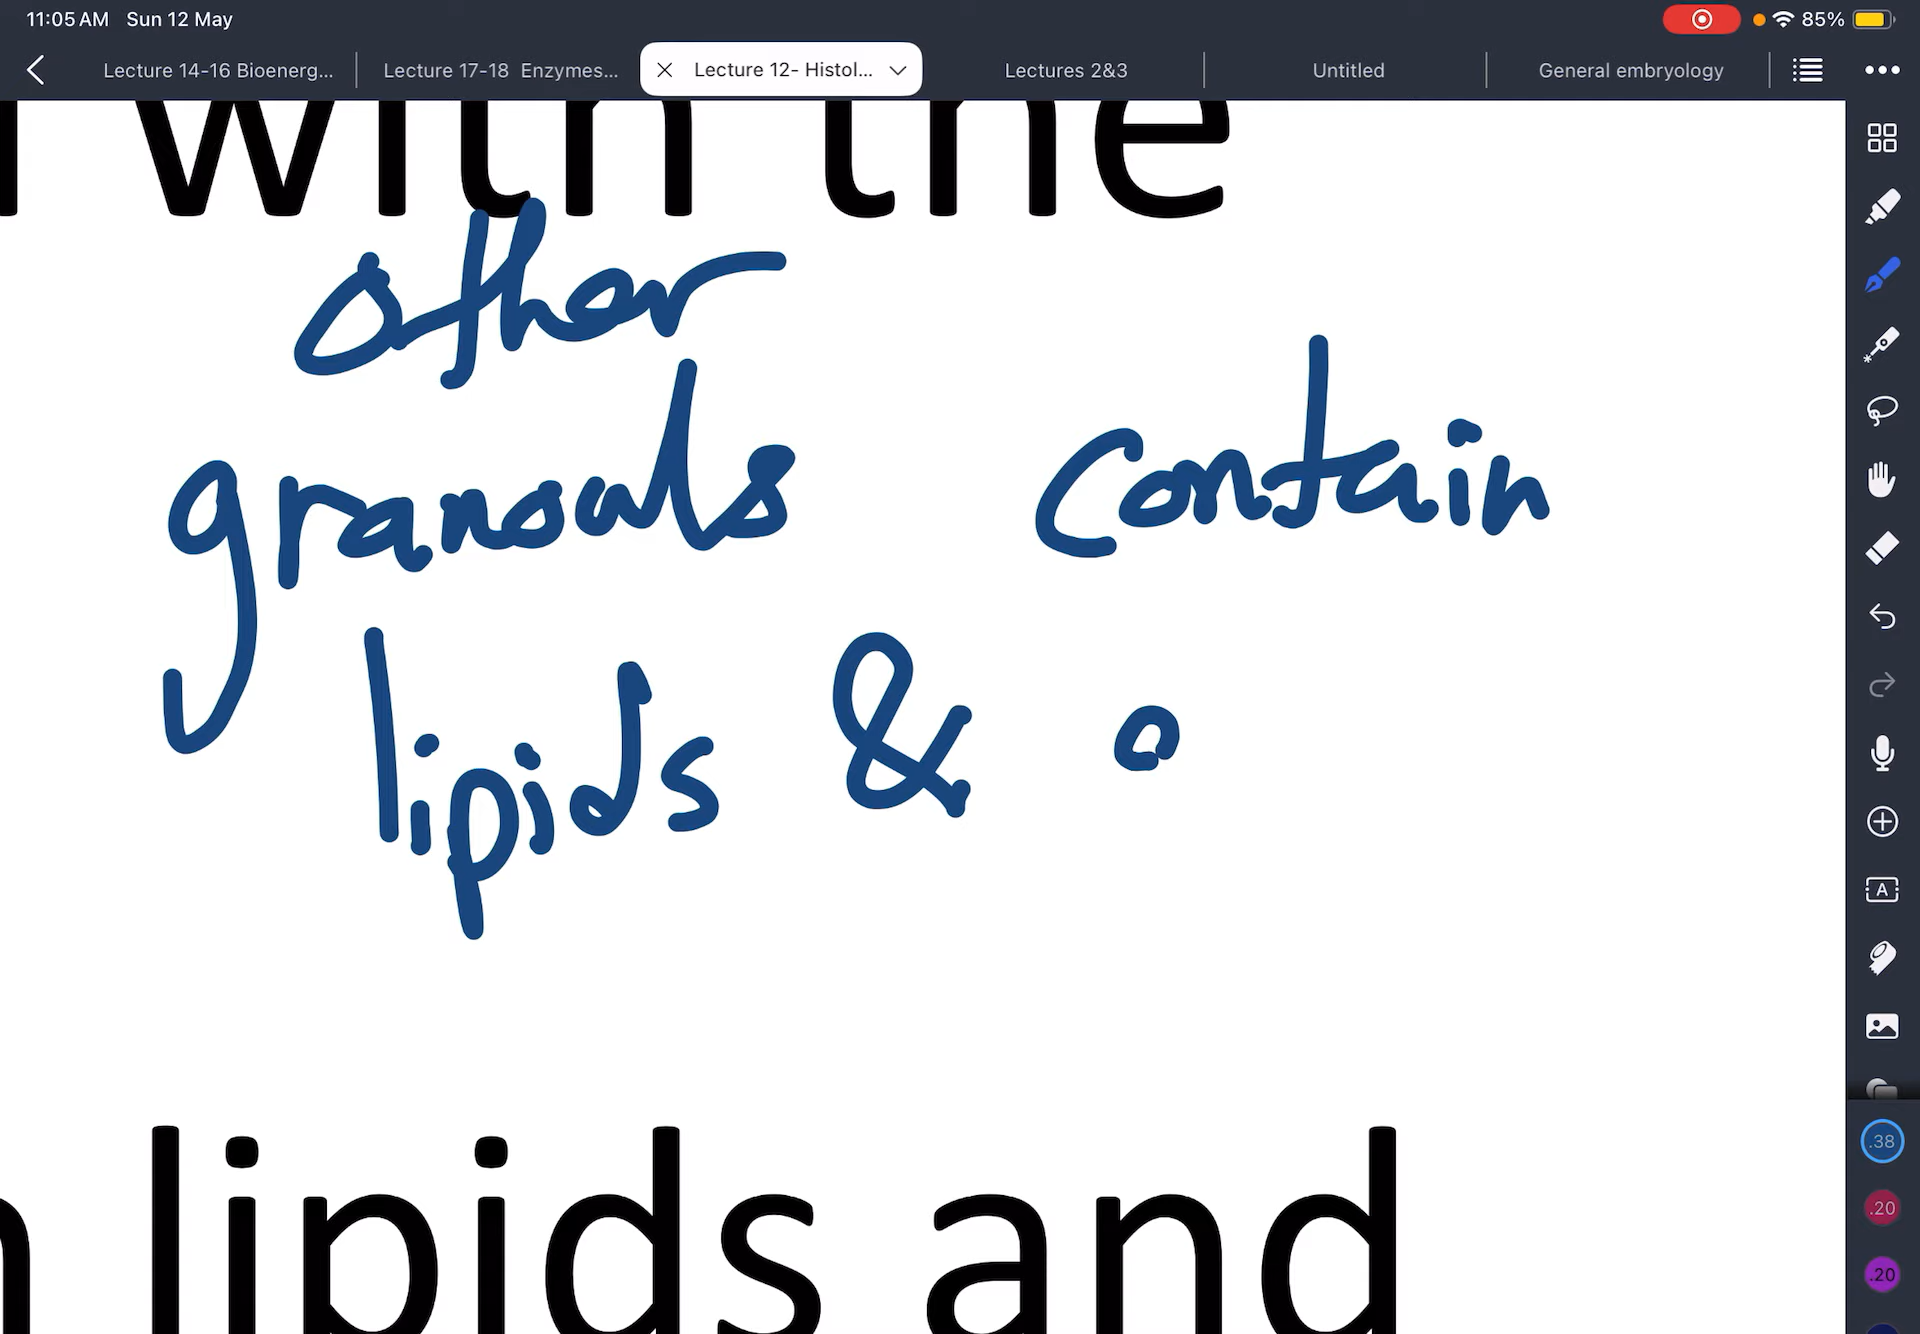 11:05 AM Sun 12 May 85%
Lecture 14-16 Bioenerg... Lecture 17-18 Enzymes... Lecture 12- Histol... Lectures 2&3 Untitled General embryology
with the
other
granouls contain
lipids & o
lipids and
A
.38
.20
.20